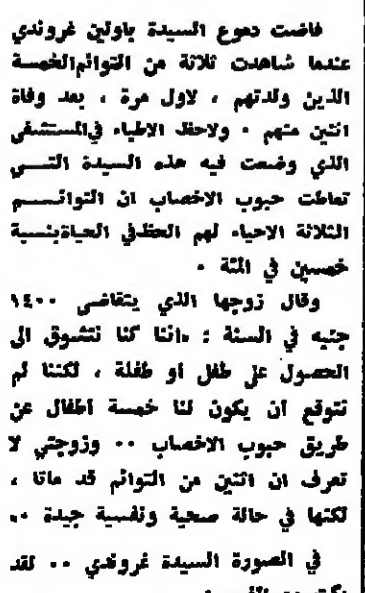 فاضت دموع السيدة باولين غروندي
عندما شاهدت ثلاثة من التوائم الخمسة
الذين ولدتهم ، لاول مرة ، بعد وفاة
اثنين منهم . ولاحظ الاطباء في المستشفى
الذي وضعت فيه هذه السيدة التــي
تعاطت حبوب الاخصاب ان التوائــم
الثلاثة الاحياء لهم الحظ في الحياة بنسبة
خمسين في المئة .
وقال زوجها الذي يتقاضى ١٤٠٠
جنيه في السنة : «اننا كنا نتشوق الى
الحصول على طفل او طفلة ، لكننا لم
نتوقع ان يكون لنا خمسة اطفال عن
طريق حبوب الاخصاب .. وزوجتي لا
تعرف ان اثنين من التوائم قد ماتا ،
لكنها في حالة صحية ونفسية جيدة ..
في الصورة السيدة غروندي .. لقد